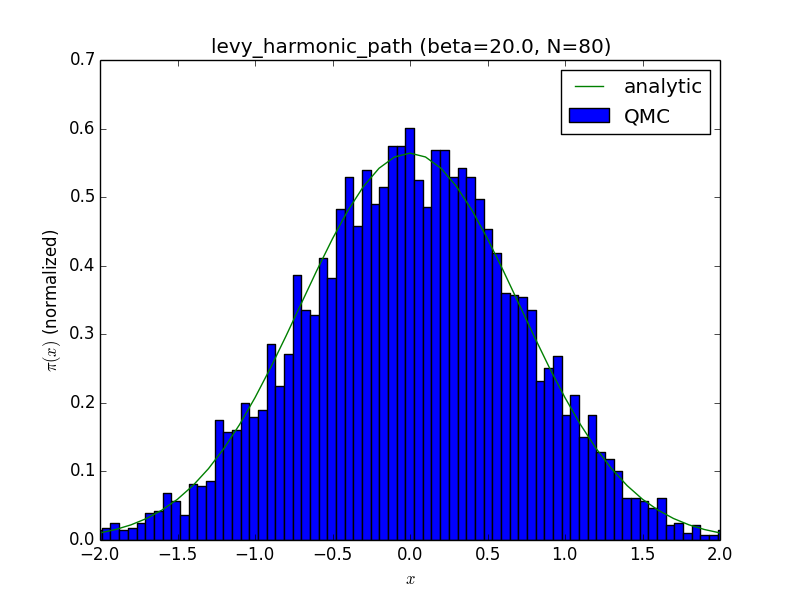 levy_harmonic_path (beta=20.0, N=80)
0.7
0.6
0.5
0.4
0.3
0.2
0.1
0.0
π(x) (normalized)
analytic
QMC
−2.0 −1.5 −1.0 −0.5 0.0 0.5 1.0 1.5 2.0
x